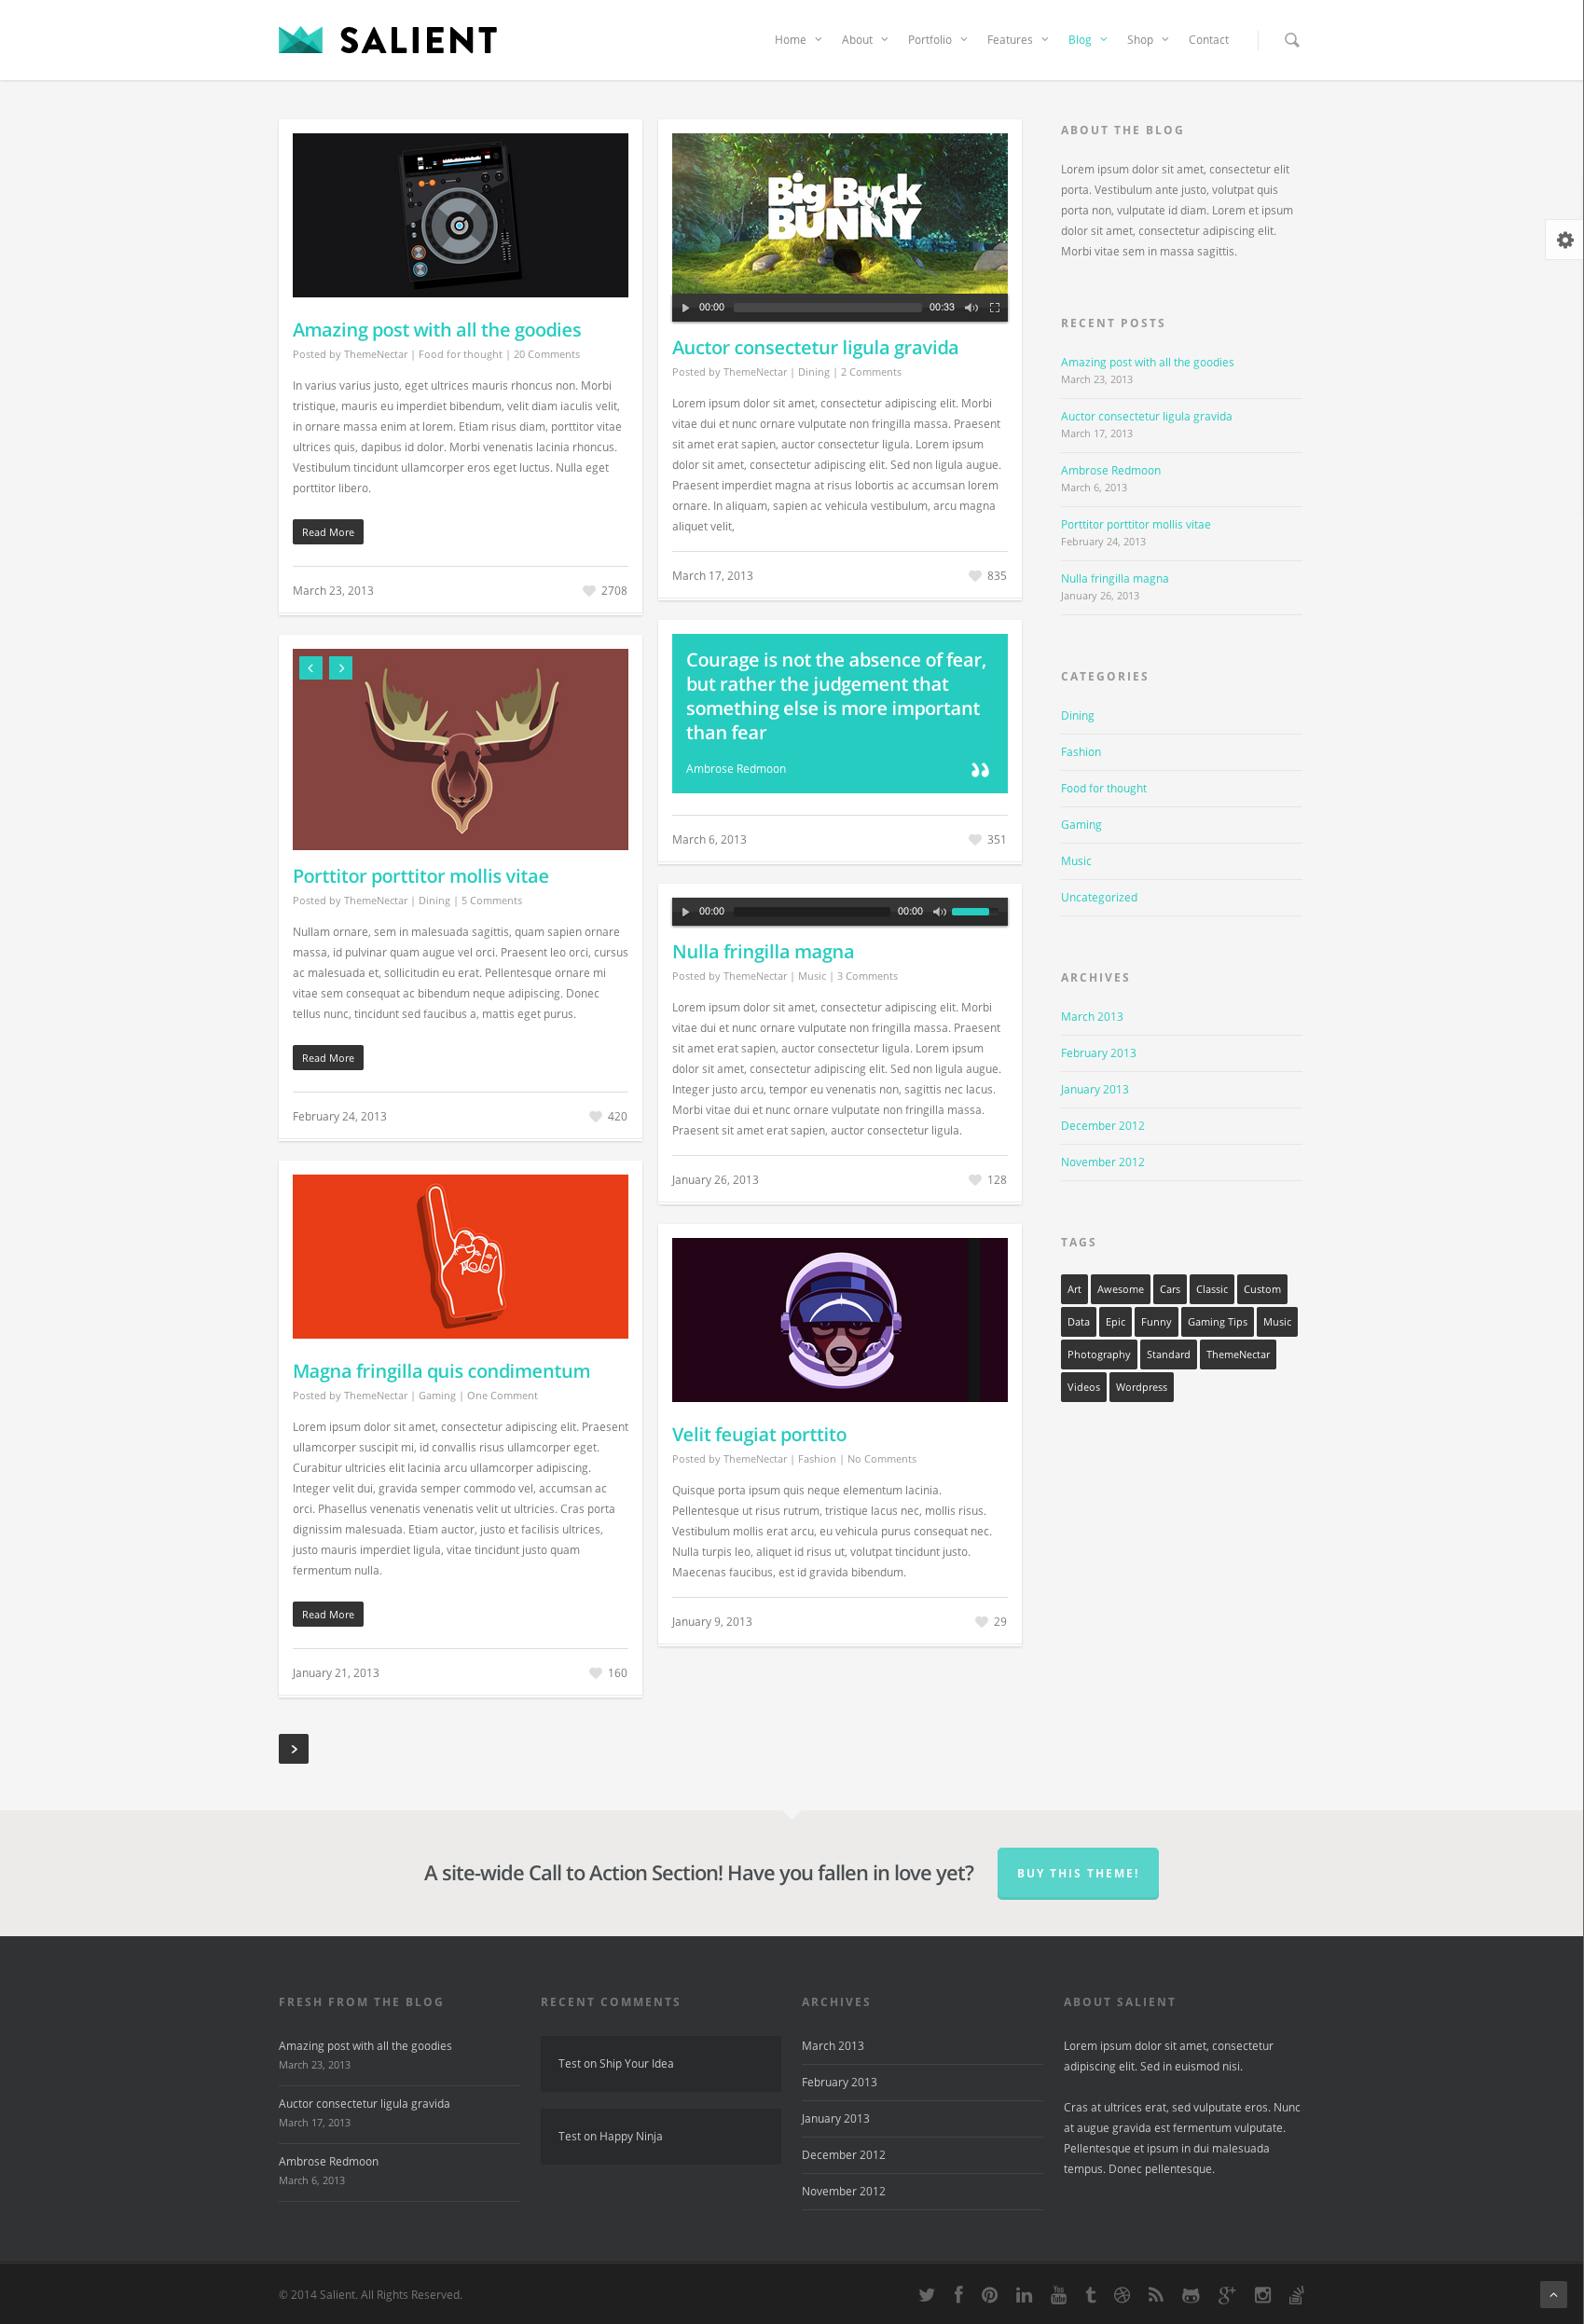 SALIENT
Home About Portfolio Features Blog Shop Contact
Amazing post with all the goodies
Posted by ThemeNectar | Food for thought | 20 Comments
In varius varius justo, eget ultrices mauris rhoncus non. Morbi
tristique, mauris eu imperdiet bibendum, velit diam iaculis velit,
in ornare massa enim at lorem. Etiam risus diam, porttitor vitae
ultrices quis, dapibus id dolor. Morbi venenatis lacinia rhoncus.
Vestibulum tincidunt ullamcorper eros eget luctus. Nulla eget
porttitor libero.
Read More
March 23, 2013 2708
Porttitor porttitor mollis vitae
Posted by ThemeNectar | Dining | 5 Comments
Nullam ornare, sem in malesuada sagittis, quam sapien ornare
massa, id pulvinar quam augue vel orci. Praesent leo orci, cursus
ac malesuada et, sollicitudin eu erat. Pellentesque ornare mi
vitae sem consequat ac bibendum neque adipiscing. Donec
tellus nunc, tincidunt sed faucibus a, mattis eget purus.
Read More
February 24, 2013 420
Magna fringilla quis condimentum
Posted by ThemeNectar | Gaming | One Comment
Lorem ipsum dolor sit amet, consectetur adipiscing elit. Praesent
ullamcorper suscipit mi, id convallis risus ullamcorper eget.
Curabitur ultricies elit lacinia arcu ullamcorper adipiscing.
Integer velit dui, gravida semper commodo vel, accumsan ac
orci. Phasellus venenatis venenatis velit ut ultricies. Cras porta
dignissim malesuada. Etiam auctor, justo et facilisis ultrices,
justo mauris imperdiet ligula, vitae tincidunt justo quam
fermentum nulla.
Read More
January 21, 2013 160
Big Buck
BUNNY
00:00 00:33
Auctor consectetur ligula gravida
Posted by ThemeNectar | Dining | 2 Comments
Lorem ipsum dolor sit amet, consectetur adipiscing elit. Morbi
vitae dui et nunc ornare vulputate non fringilla massa. Praesent
sit amet erat sapien, auctor consectetur ligula. Lorem ipsum
dolor sit amet, consectetur adipiscing elit. Sed non ligula augue.
Praesent imperdiet magna at risus lobortis ac accumsan lorem
ornare. In aliquam, sapien ac vehicula vestibulum, arcu magna
aliquet velit,
March 17, 2013 835
Courage is not the absence of fear,
but rather the judgement that
something else is more important
than fear
Ambrose Redmoon
March 6, 2013 351
00:00 00:00
Nulla fringilla magna
Posted by ThemeNectar | Music | 3 Comments
Lorem ipsum dolor sit amet, consectetur adipiscing elit. Morbi
vitae dui et nunc ornare vulputate non fringilla massa. Praesent
sit amet erat sapien, auctor consectetur ligula. Lorem ipsum
dolor sit amet, consectetur adipiscing elit. Sed non ligula augue.
Integer justo arcu, tempor eu venenatis non, sagittis nec lacus.
Morbi vitae dui et nunc ornare vulputate non fringilla massa.
Praesent sit amet erat sapien, auctor consectetur ligula.
January 26, 2013 128
Velit feugiat porttito
Posted by ThemeNectar | Fashion | No Comments
Quisque porta ipsum quis neque elementum lacinia.
Pellentesque ut risus rutrum, tristique lacus nec, mollis risus.
Vestibulum mollis erat arcu, eu vehicula purus consequat nec.
Nulla turpis leo, aliquet id risus ut, volutpat tincidunt justo.
Maecenas faucibus, est id gravida bibendum.
January 9, 2013 29
ABOUT THE BLOG
Lorem ipsum dolor sit amet, consectetur elit
porta. Vestibulum ante justo, volutpat quis
porta non, vulputate id diam. Lorem et ipsum
dolor sit amet, consectetur adipiscing elit.
Morbi vitae sem in massa sagittis.
RECENT POSTS
Amazing post with all the goodies
March 23, 2013
Auctor consectetur ligula gravida
March 17, 2013
Ambrose Redmoon
March 6, 2013
Porttitor porttitor mollis vitae
February 24, 2013
Nulla fringilla magna
January 26, 2013
CATEGORIES
Dining
Fashion
Food for thought
Gaming
Music
Uncategorized
ARCHIVES
March 2013
February 2013
January 2013
December 2012
November 2012
TAGS
Art Awesome Cars Classic Custom
Data Epic Funny Gaming Tips Music
Photography Standard ThemeNectar
Videos Wordpress
A site-wide Call to Action Section! Have you fallen in love yet? BUY THIS THEME!
FRESH FROM THE BLOG
Amazing post with all the goodies
March 23, 2013
Auctor consectetur ligula gravida
March 17, 2013
Ambrose Redmoon
March 6, 2013
RECENT COMMENTS
Test on Ship Your Idea
Test on Happy Ninja
ARCHIVES
March 2013
February 2013
January 2013
December 2012
November 2012
ABOUT SALIENT
Lorem ipsum dolor sit amet, consectetur
adipiscing elit. Sed in euismod nisi.
Cras at ultrices erat, sed vulputate eros. Nunc
at augue gravida est fermentum vulputate.
Pellentesque et ipsum in dui malesuada
tempus. Donec pellentesque.
© 2014 Salient. All Rights Reserved.
You
Tube